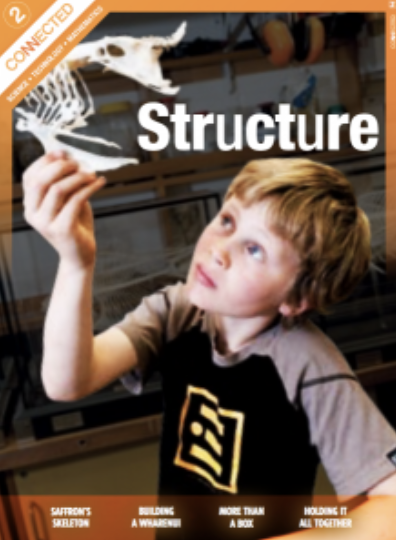 2
CONNECTED
SCIENCE • TECHNOLOGY • MATHEMATICS
Structure
SAFFRON'S
SKELETON
BUILDING
A WHARENUI
MORE THAN
A BOX
HOLDING IT
ALL TOGETHER